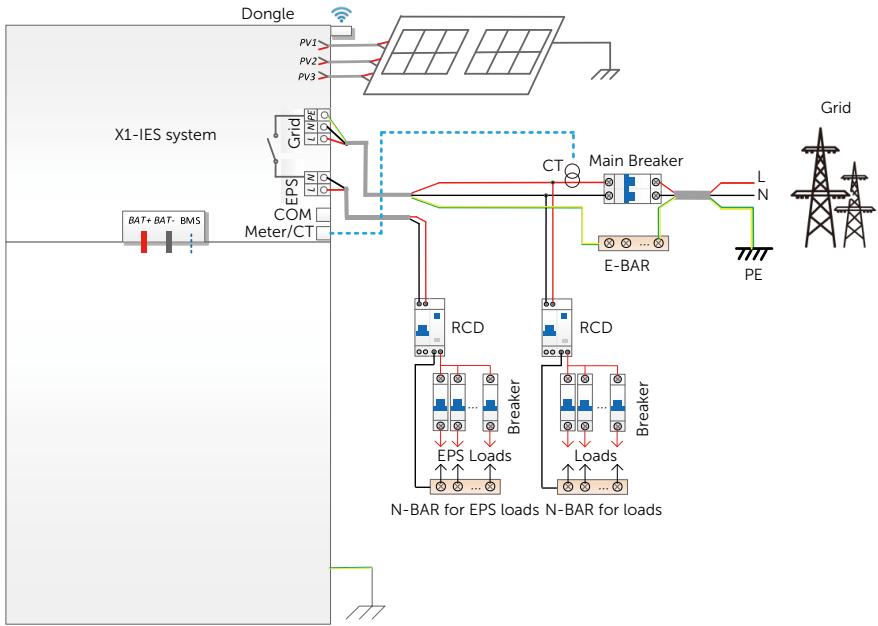 Dongle
PV1
PV2
PV3
Grid
X1-IES system
Grid
PE
N
L
CT
Main Breaker
L
N
EPS
N
L
BAT+ BAT- BMS
COM
Meter/CT
E-BAR
PE
RCD
RCD
...
Breaker
...
Breaker
EPS Loads
Loads
...
...
...
N-BAR for EPS loads
N-BAR for loads